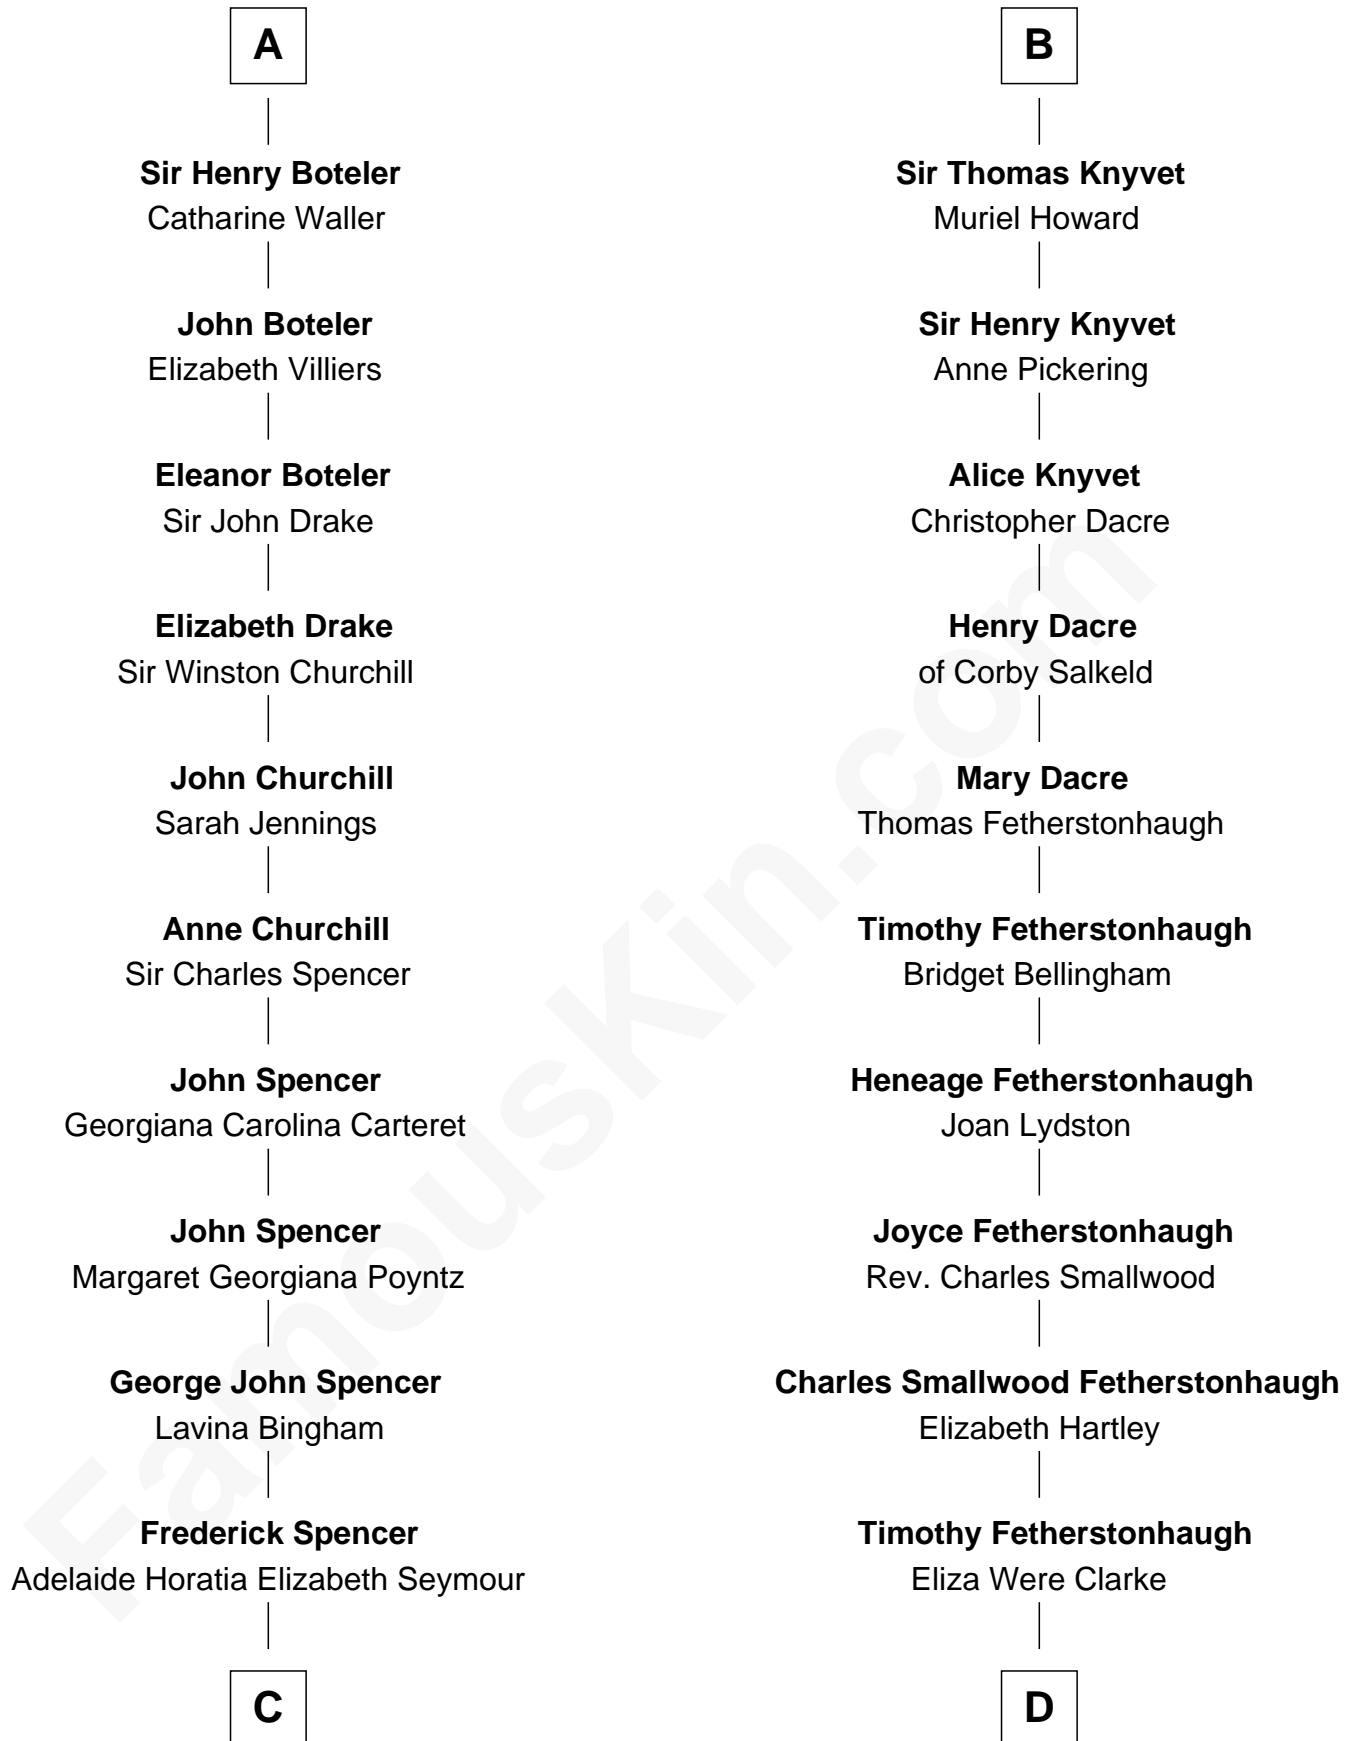 A
Sir Henry Boteler
Catharine Waller
John Boteler
Elizabeth Villiers
Eleanor Boteler
Sir John Drake
Elizabeth Drake
Sir Winston Churchill
John Churchill
Sarah Jennings
Anne Churchill
Sir Charles Spencer
John Spencer
Georgiana Carolina Carteret
John Spencer
Margaret Georgiana Poyntz
George John Spencer
Lavina Bingham
Frederick Spencer
Adelaide Horatia Elizabeth Seymour
C
B
Sir Thomas Knyvet
Muriel Howard
Sir Henry Knyvet
Anne Pickering
Alice Knyvet
Christopher Dacre
Henry Dacre
of Corby Salkeld
Mary Dacre
Thomas Fetherstonhaugh
Timothy Fetherstonhaugh
Bridget Bellingham
Heneage Fetherstonhaugh
Joan Lydston
Joyce Fetherstonhaugh
Rev. Charles Smallwood
Charles Smallwood Fetherstonhaugh
Elizabeth Hartley
Timothy Fetherstonhaugh
Eliza Were Clarke
D
FamousKin.com